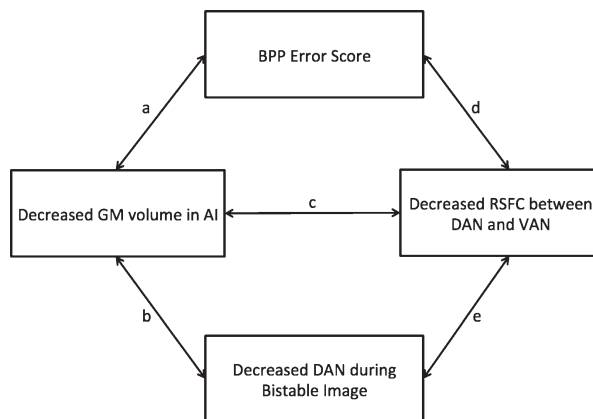 BPP Error Score
a
d
Decreased GM volume in AI
c
Decreased RSFC between
DAN and VAN
b
e
Decreased DAN during
Bistable Image